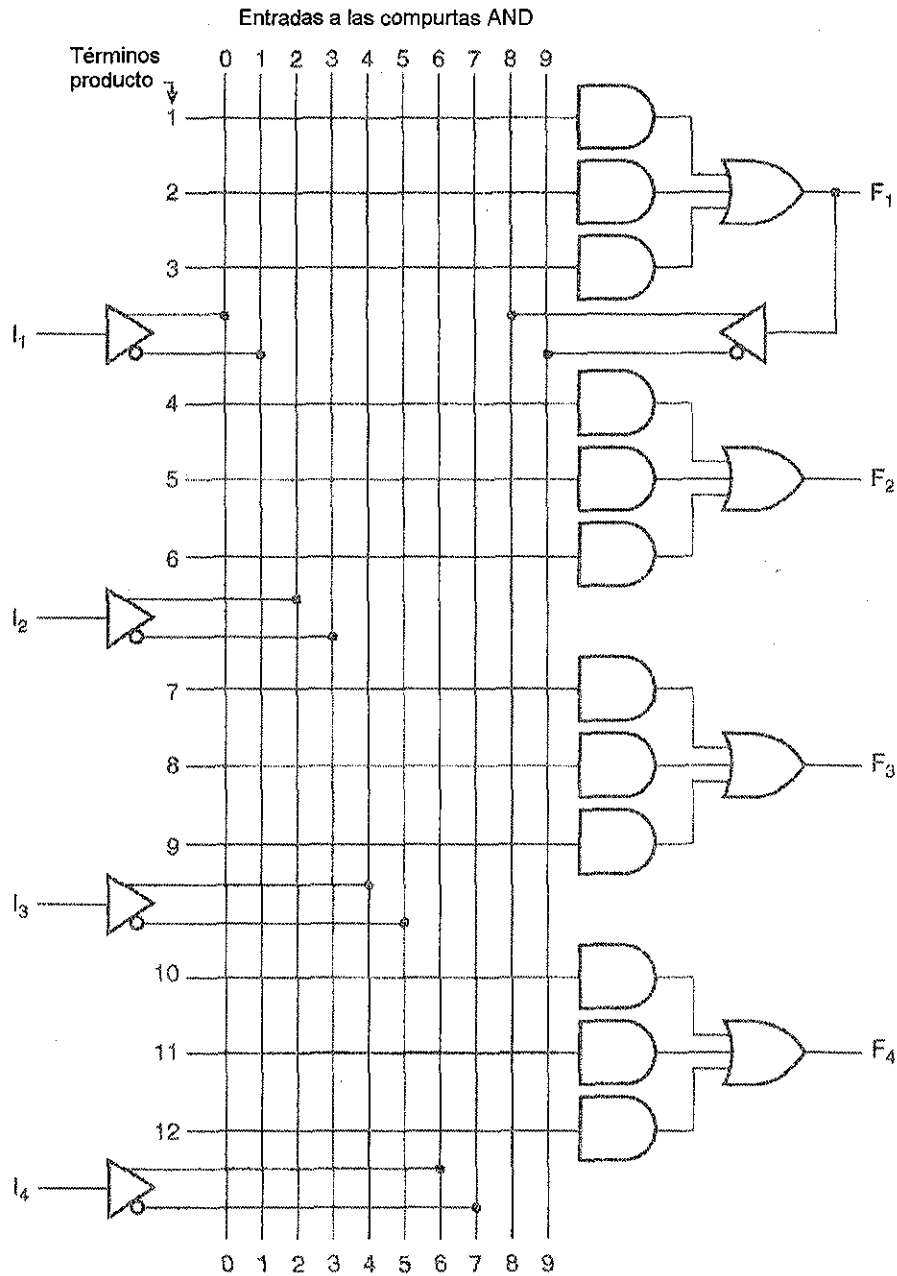 Entradas a las compurtas AND
Términos
producto
0 1 2 3 4 5 6 7 8 9
1
2
F1
3
I1
4
5
F2
6
I2
7
8
F3
9
I3
10
11
F4
12
I4
0 1 2 3 4 5 6 7 8 9